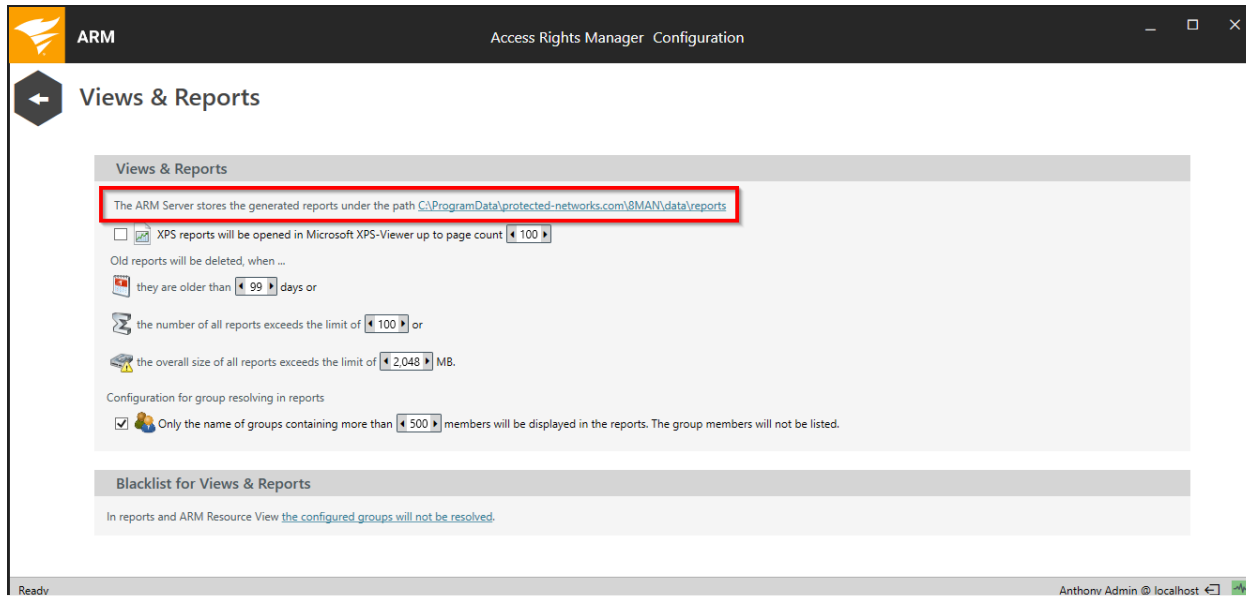 ARM
Access Rights Manager Configuration
Views & Reports
Views & Reports
The ARM Server stores the generated reports under the path C:\ProgramData\protected-networks.com\8MAN\data\reports
XPS reports will be opened in Microsoft XPS-Viewer up to page count 100
Old reports will be deleted, when ...
they are older than 99 days or
the number of all reports exceeds the limit of 100 or
the overall size of all reports exceeds the limit of 2,048 MB.
Configuration for group resolving in reports
Only the name of groups containing more than 500 members will be displayed in the reports. The group members will not be listed.
Blacklist for Views & Reports
In reports and ARM Resource View the configured groups will not be resolved.
Ready
Anthony Admin @ localhost